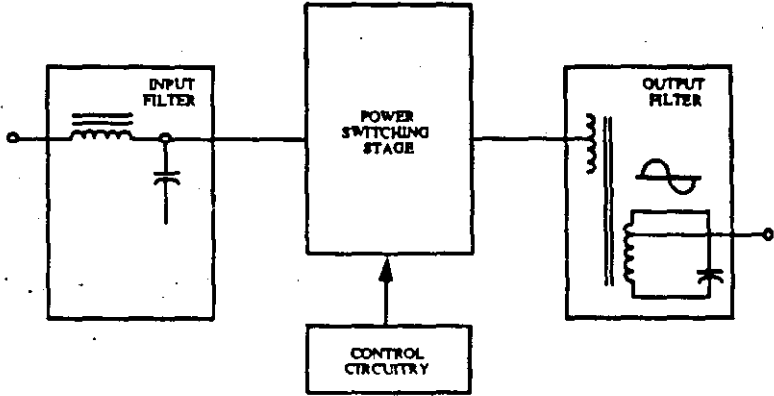 INPUT
FILTER
POWER
SWITCHING
STAGE
OUTPUT
FILTER
CONTROL
CIRCUITRY